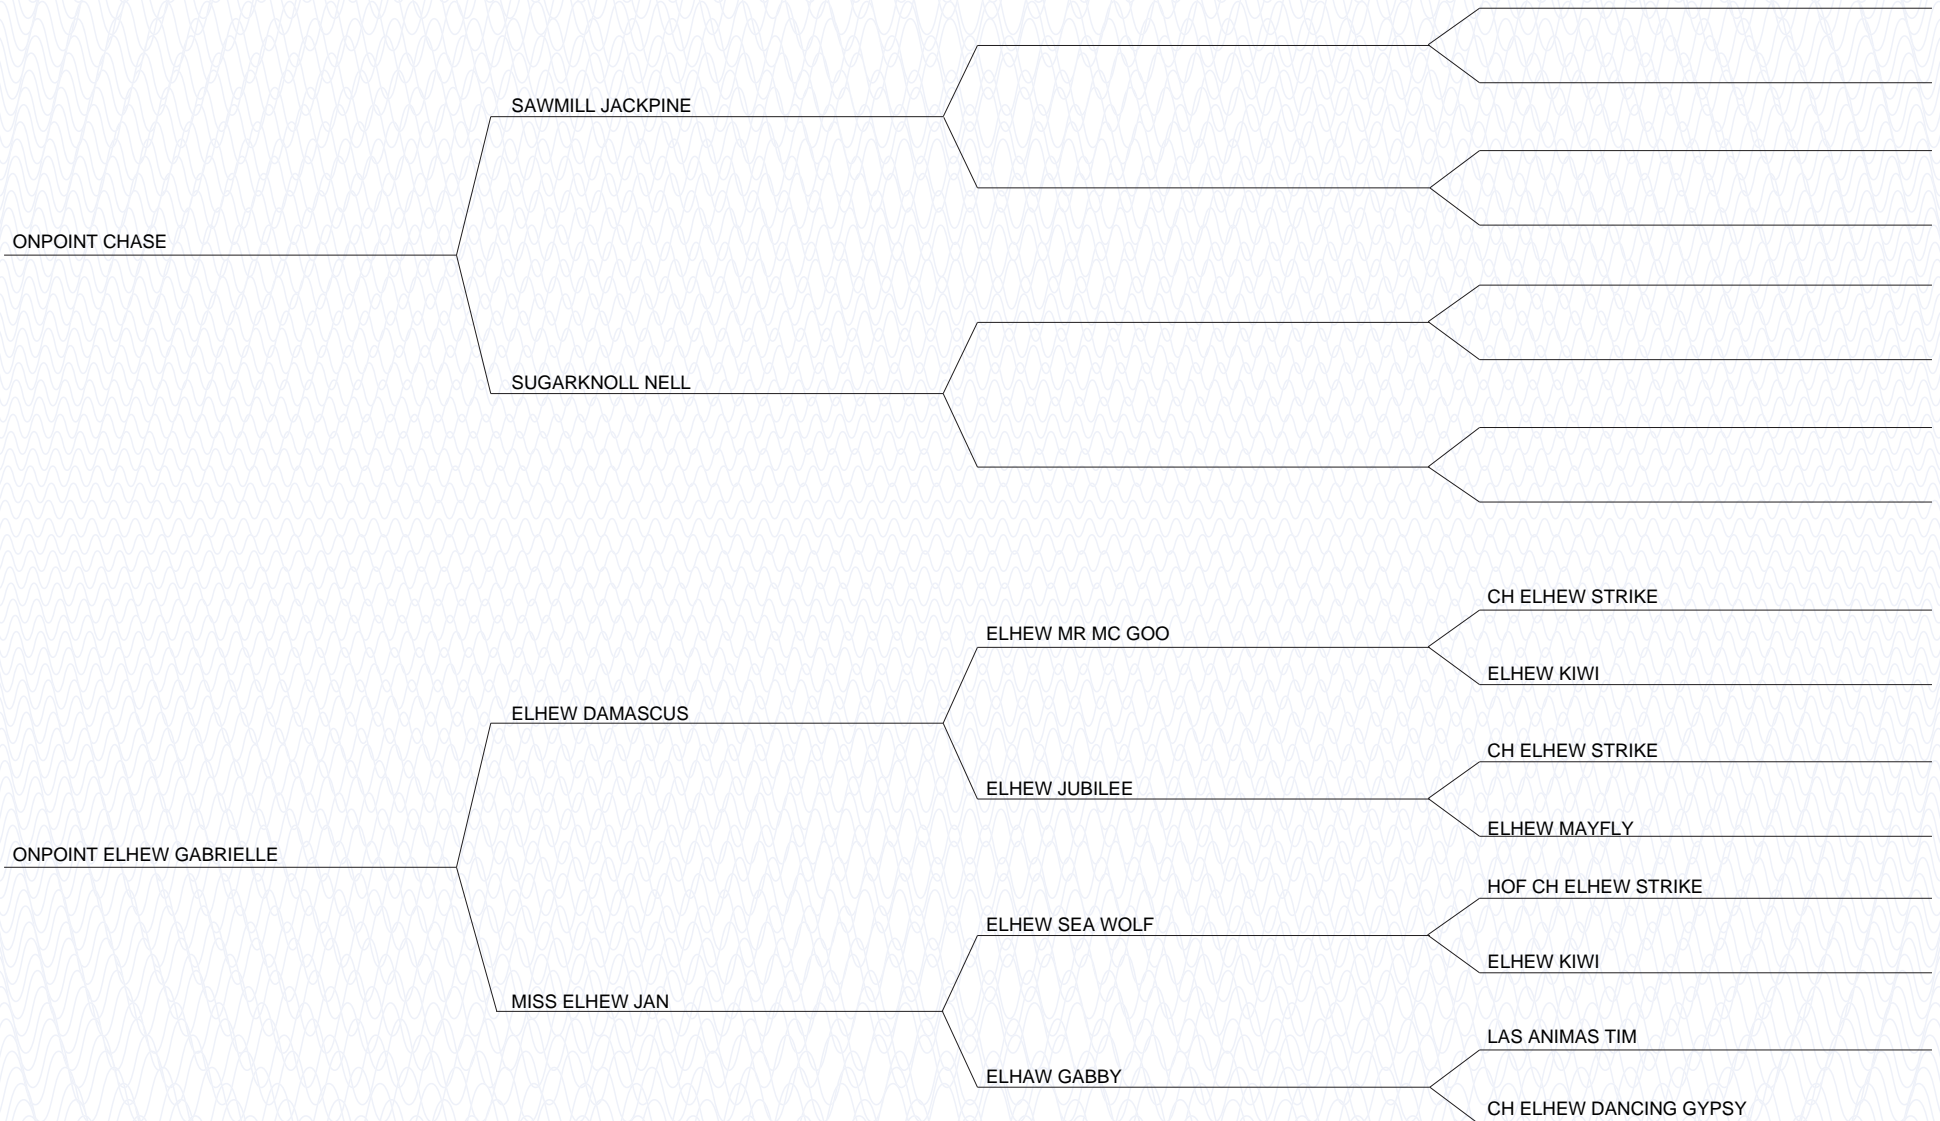 SAWMILL JACKPINE
ONPOINT CHASE
SUGARKNOLL NELL
CH ELHEW STRIKE
ELHEW MR MC GOO
ELHEW KIWI
ELHEW DAMASCUS
CH ELHEW STRIKE
ELHEW JUBILEE
ELHEW MAYFLY
ONPOINT ELHEW GABRIELLE
HOF CH ELHEW STRIKE
ELHEW SEA WOLF
ELHEW KIWI
MISS ELHEW JAN
LAS ANIMAS TIM
ELHAW GABBY
CH ELHEW DANCING GYPSY